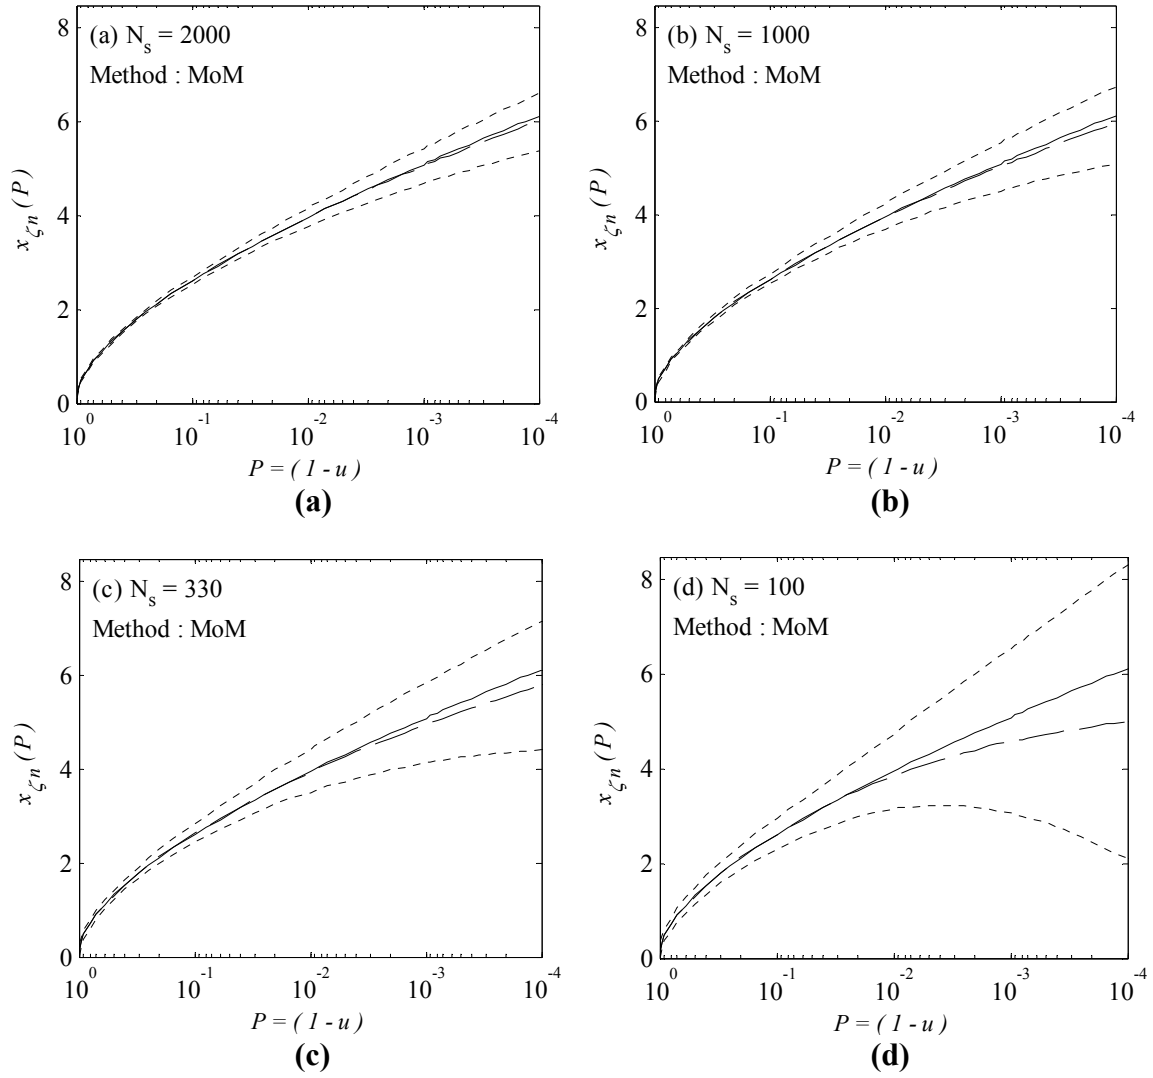 (a) N_s = 2000
Method : MoM
8
6
4
2
0
x_ζn (P)
10^0 10^-1 10^-2 10^-3 10^-4
P = ( 1 - u )
(a)
(b) N_s = 1000
Method : MoM
8
6
4
2
0
x_ζn (P)
10^0 10^-1 10^-2 10^-3 10^-4
P = ( 1 - u )
(b)
(c) N_s = 330
Method : MoM
8
6
4
2
0
x_ζn (P)
10^0 10^-1 10^-2 10^-3 10^-4
P = ( 1 - u )
(c)
(d) N_s = 100
Method : MoM
8
6
4
2
0
x_ζn (P)
10^0 10^-1 10^-2 10^-3 10^-4
P = ( 1 - u )
(d)